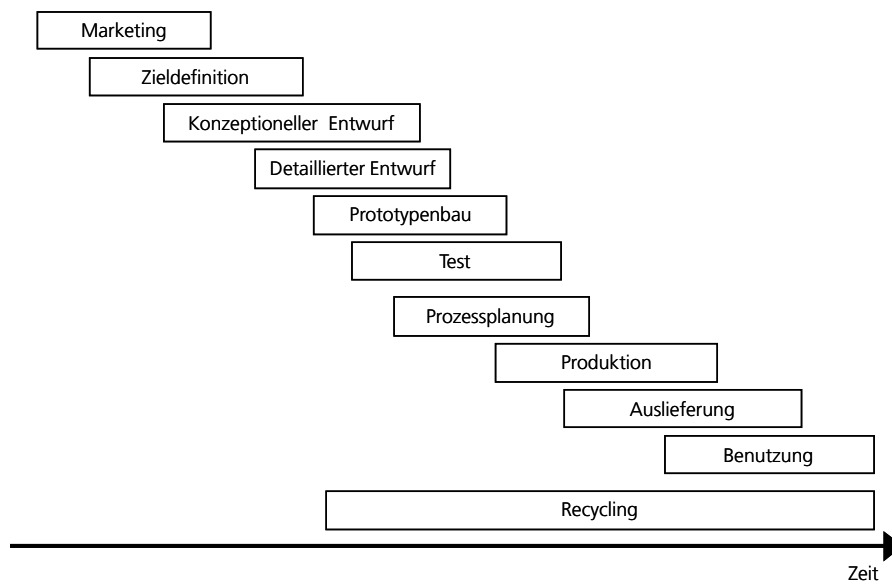 Marketing
Zieldefinition
Konzeptioneller Entwurf
Detaillierter Entwurf
Prototypenbau
Test
Prozessplanung
Produktion
Auslieferung
Benutzung
Recycling
Zeit